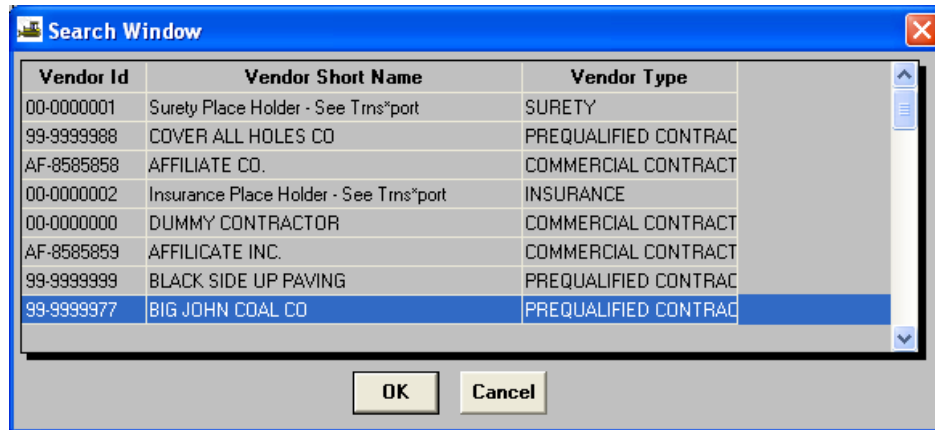 Search Window
Vendor Id Vendor Short Name Vendor Type
00-0000001 Surety Place Holder - See Trns*port SURETY
99-9999988 COVER ALL HOLES CO PREQUALIFIED CONTRAC
AF-8585858 AFFILIATE CO. COMMERCIAL CONTRACT
00-0000002 Insurance Place Holder - See Trns*port INSURANCE
00-0000000 DUMMY CONTRACTOR COMMERCIAL CONTRACT
AF-8585859 AFFILICATE INC. COMMERCIAL CONTRACT
99-9999999 BLACK SIDE UP PAVING PREQUALIFIED CONTRAC
99-9999977 BIG JOHN COAL CO PREQUALIFIED CONTRAC
OK Cancel